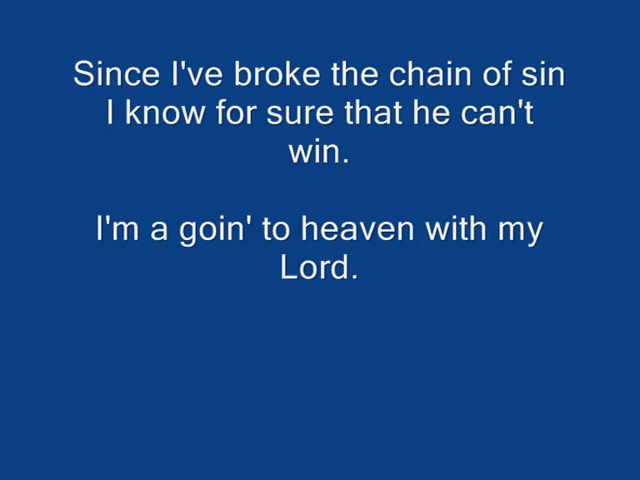 Since I've broke the chain of sin
I know for sure that he can't
win.
I'm a goin' to heaven with my
Lord.